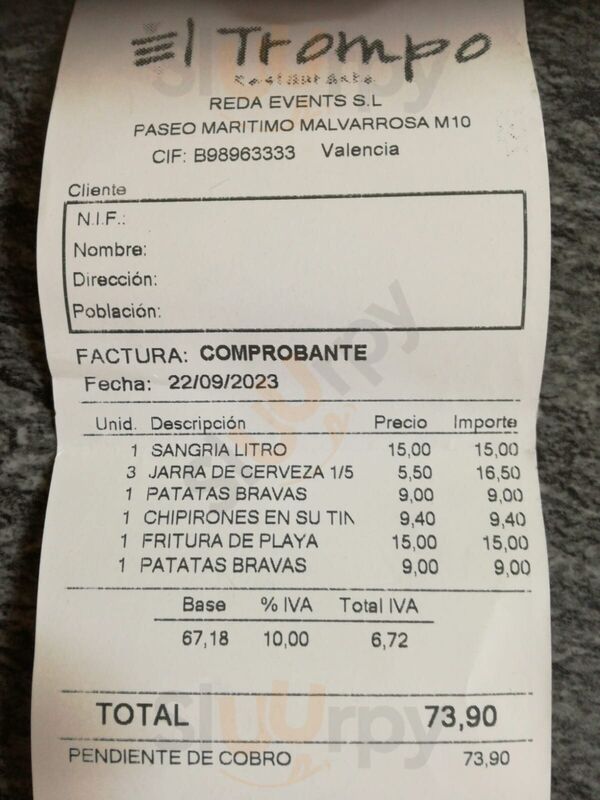 El Trompo
Restaurante
REDA EVENTS S.L
PASEO MARITIMO MALVARROSA M10
CIF: B98963333 Valencia
Cliente
N.I.F.:
Nombre:
Dirección:
Población:
FACTURA: COMPROBANTE
Fecha: 22/09/2023
Unid. Descripción Precio Importe
1 SANGRIA LITRO 15,00 15,00
3 JARRA DE CERVEZA 1/5 5,50 16,50
1 PATATAS BRAVAS 9,00 9,00
1 CHIPIRONES EN SU TIN 9,40 9,40
1 FRITURA DE PLAYA 15,00 15,00
1 PATATAS BRAVAS 9,00 9,00
Base % IVA Total IVA
67,18 10,00 6,72
TOTAL 73,90
PENDIENTE DE COBRO 73,90
Sluurpy
Sluurpy
Sluurpy